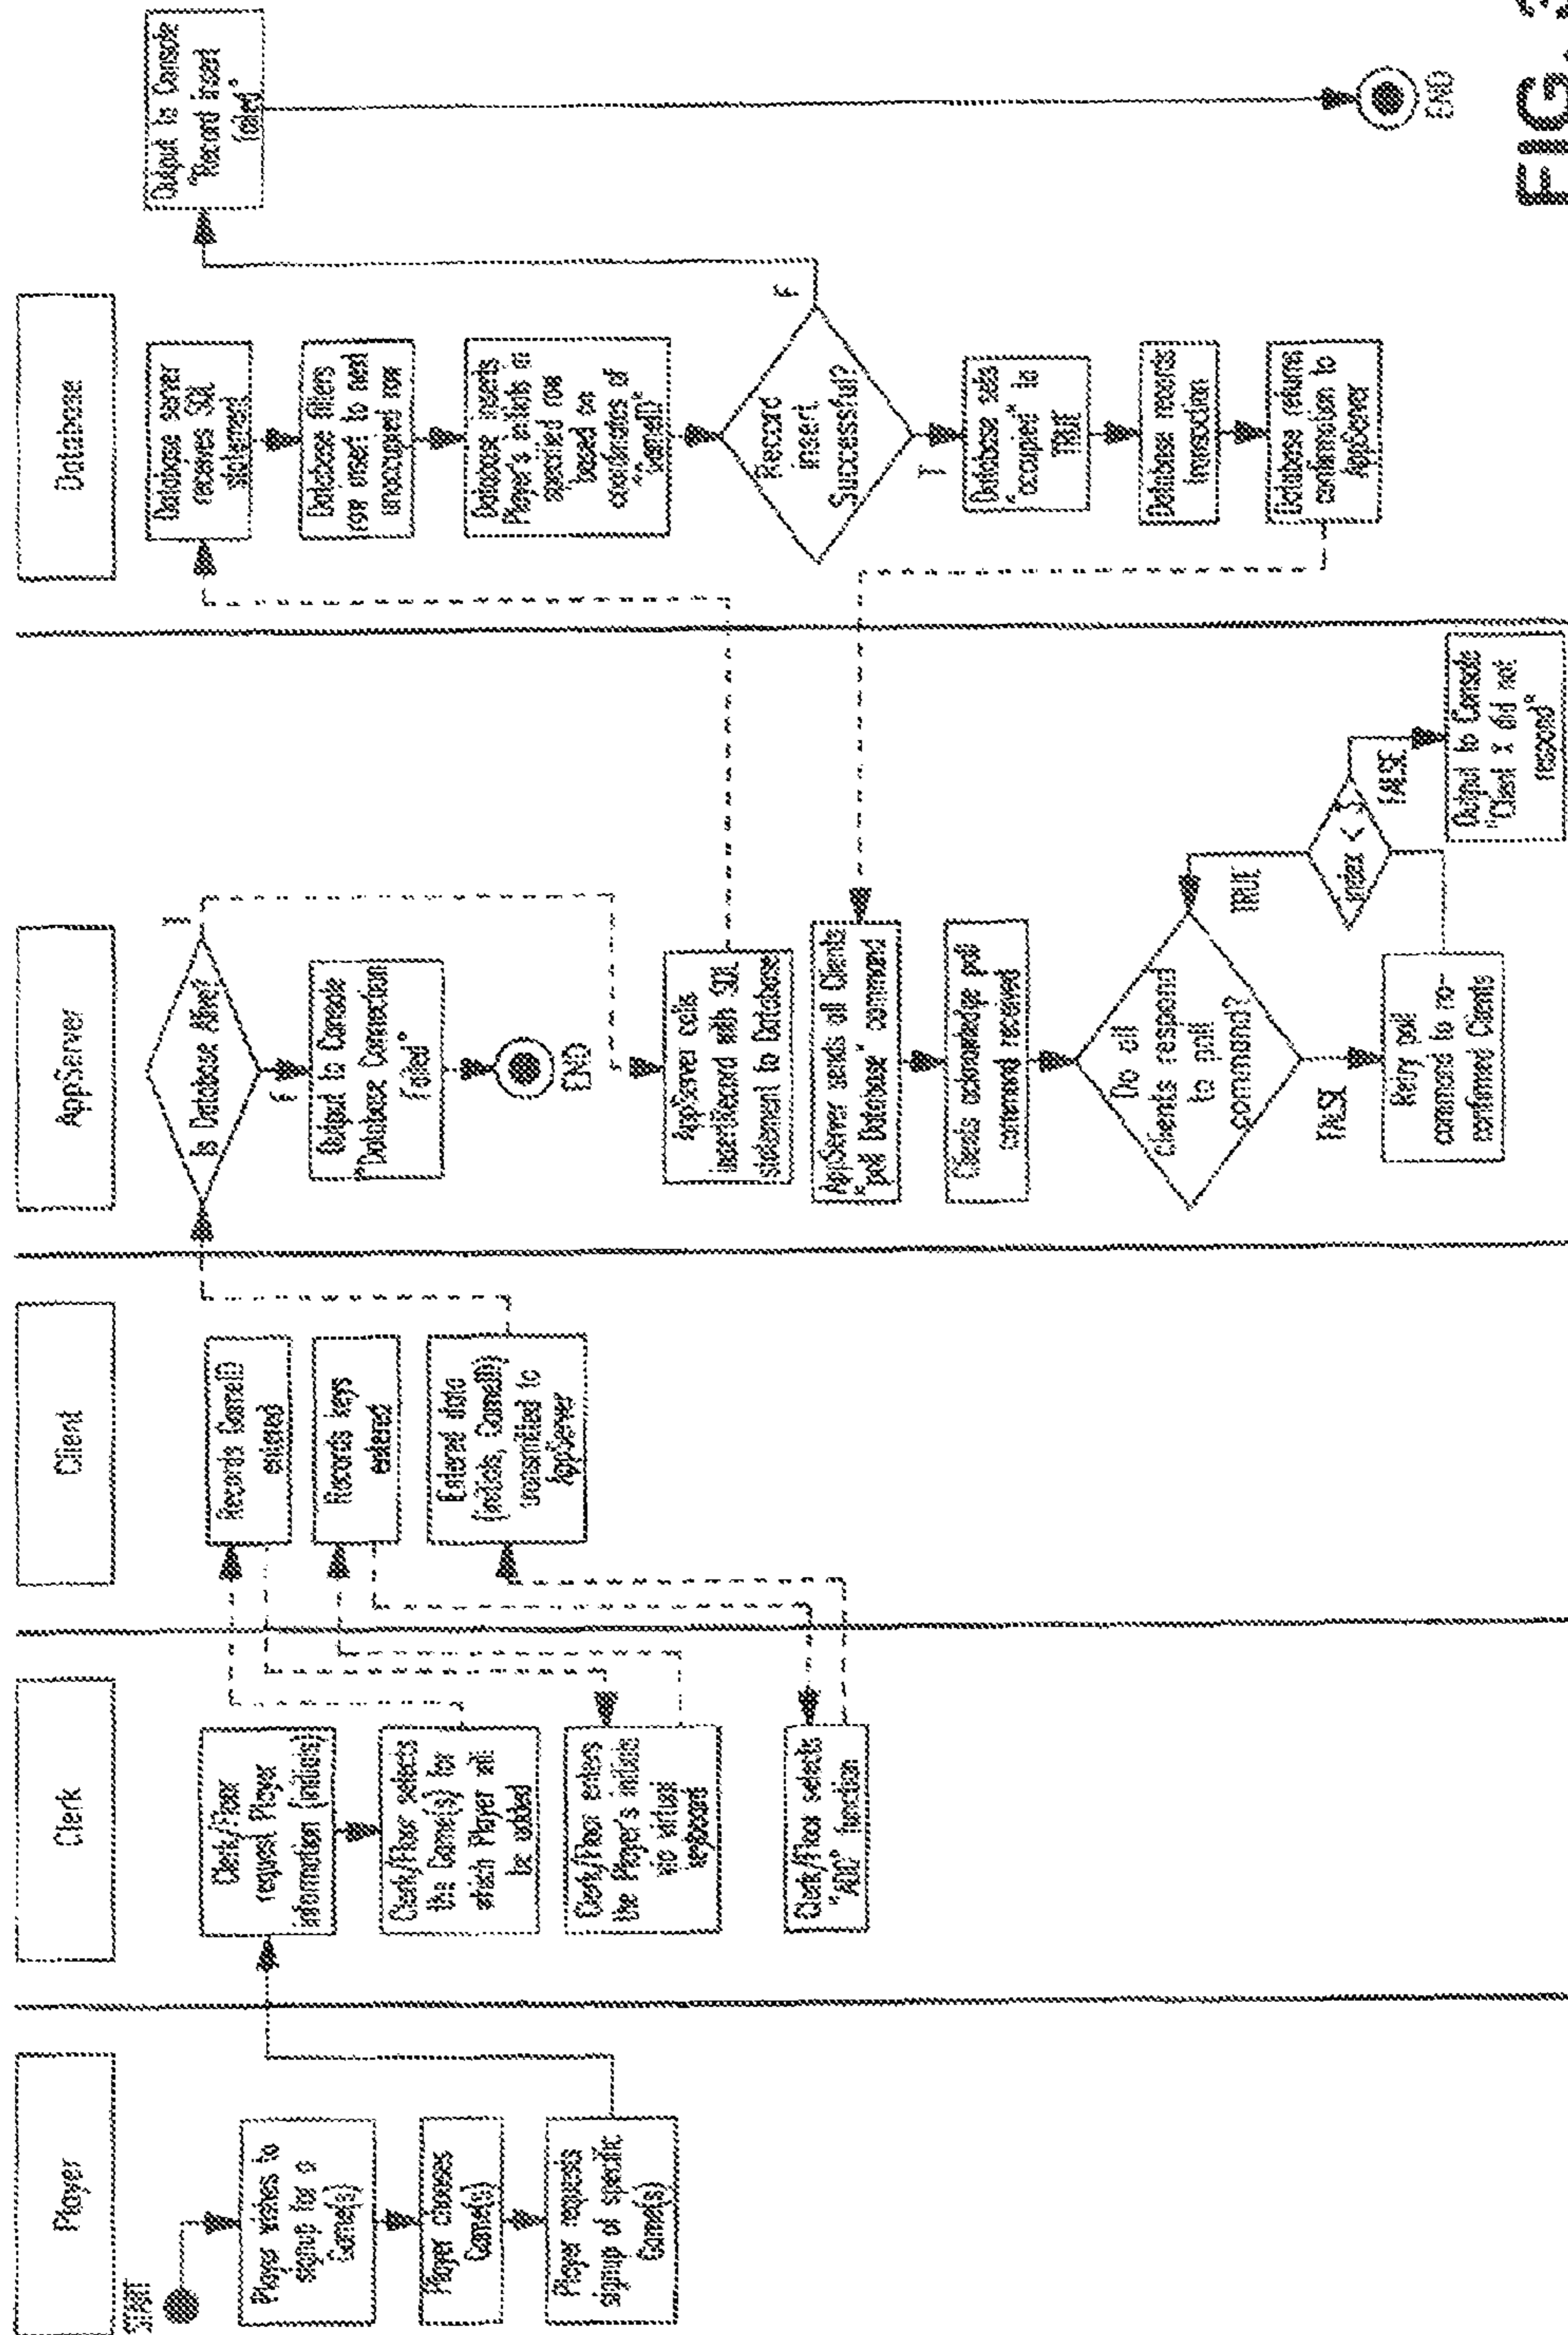 Player
START
Player wishes to
signup for a
Game(s)
Player chooses
Game(s)
Player requests
signup of specific
Game(s)
Clerk
Clerk/Floor
request Player
information (initials)
Clerk/Floor selects
the Game(s) for
which Player will
be added
Clerk/Floor enters
the Player's initials
via virtual
keyboard
Clerk/Floor selects
"ADD" function
Client
Records GameID
entered
Records keys
entered
Entered data
(initials, GameID)
transmitted to
AppServer
AppServer
Is Database Alive?
T
F
Output to Console
"Database Connection
failed"
END
AppServer calls
insertRecord with SQL
statement to Database
AppServer sends all Clients
"poll Database" command
Clients acknowledge poll
command received
Do all
Clients respond
to poll
command?
FALSE
Retry poll
command to no-
nfirmed Clients
TRUE
index <
FALSE
Output to Console
"Client X did not
respond"
Database
Database server
receives SQL
statement
Database filters
row onset to next
unoccupied row
Database inserts
Player's initials in
specified row
based on
coordinates of
"GameID"
Record
insert
Successful?
F
T
Database sets
"occupied" to
TRUE
Database records
transaction
Database returns
confirmation to
AppServer
Output to Console
"Record insert
failed"
END
FIG. 3